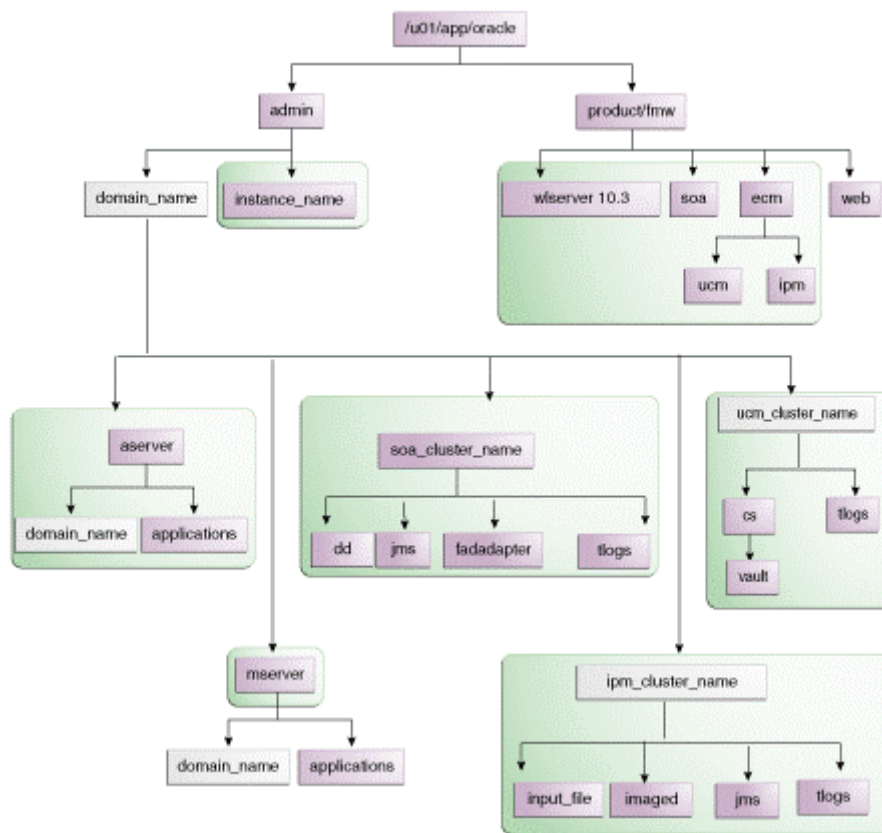 /u01/app/oracle
admin
product/fmw
domain_name
instance_name
wlserver 10.3
soa
ecm
web
ucm
ipm
aserver
domain_name
applications
soa_cluster_name
dd
jms
fadadapter
tlogs
ucm_cluster_name
cs
tlogs
vault
mserver
domain_name
applications
ipm_cluster_name
input_file
imaged
jms
tlogs